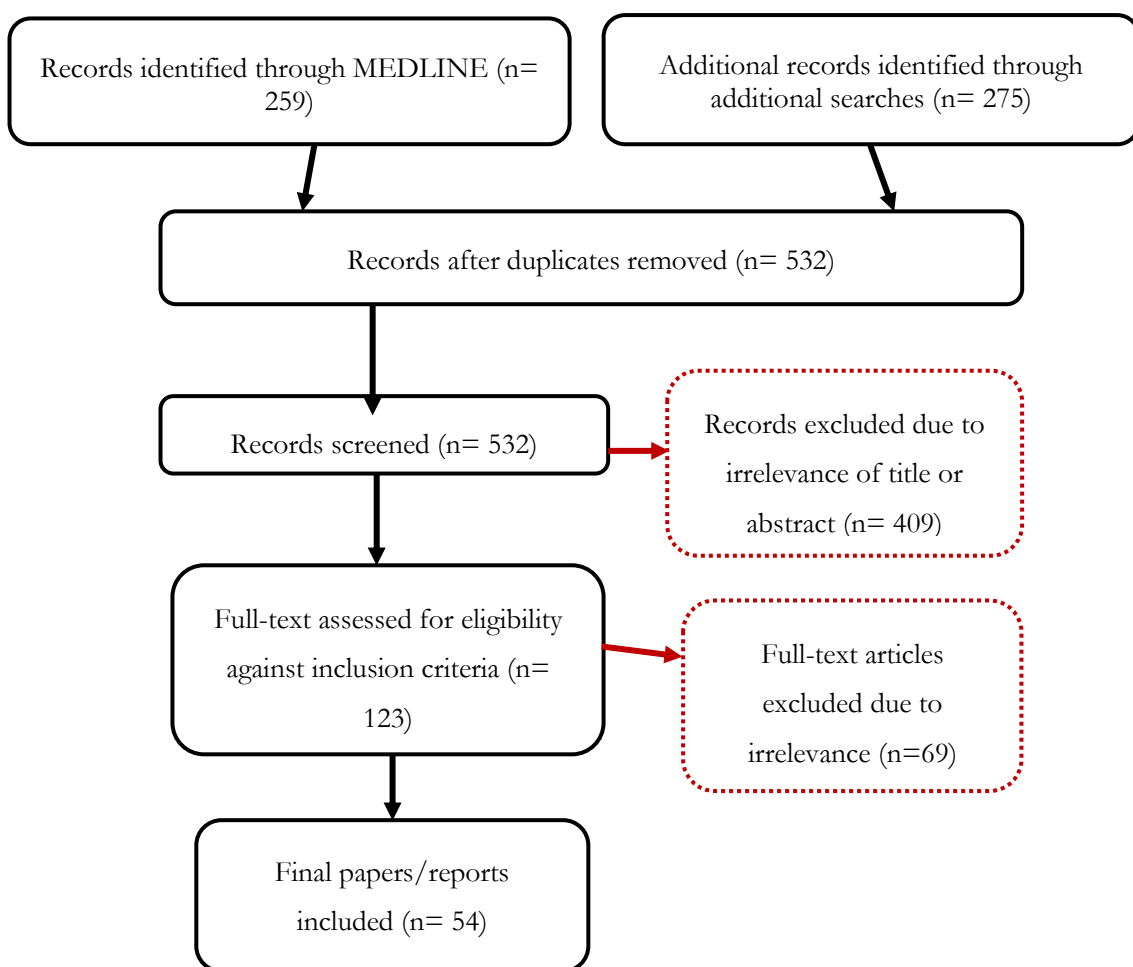 Records identified through MEDLINE (n=
259)
Additional records identified through
additional searches (n= 275)
Records after duplicates removed (n= 532)
Records screened (n= 532)
Records excluded due to
irrelevance of title or
abstract (n= 409)
Full-text assessed for eligibility
against inclusion criteria (n=
123)
Full-text articles
excluded due to
irrelevance (n=69)
Final papers/reports
included (n= 54)